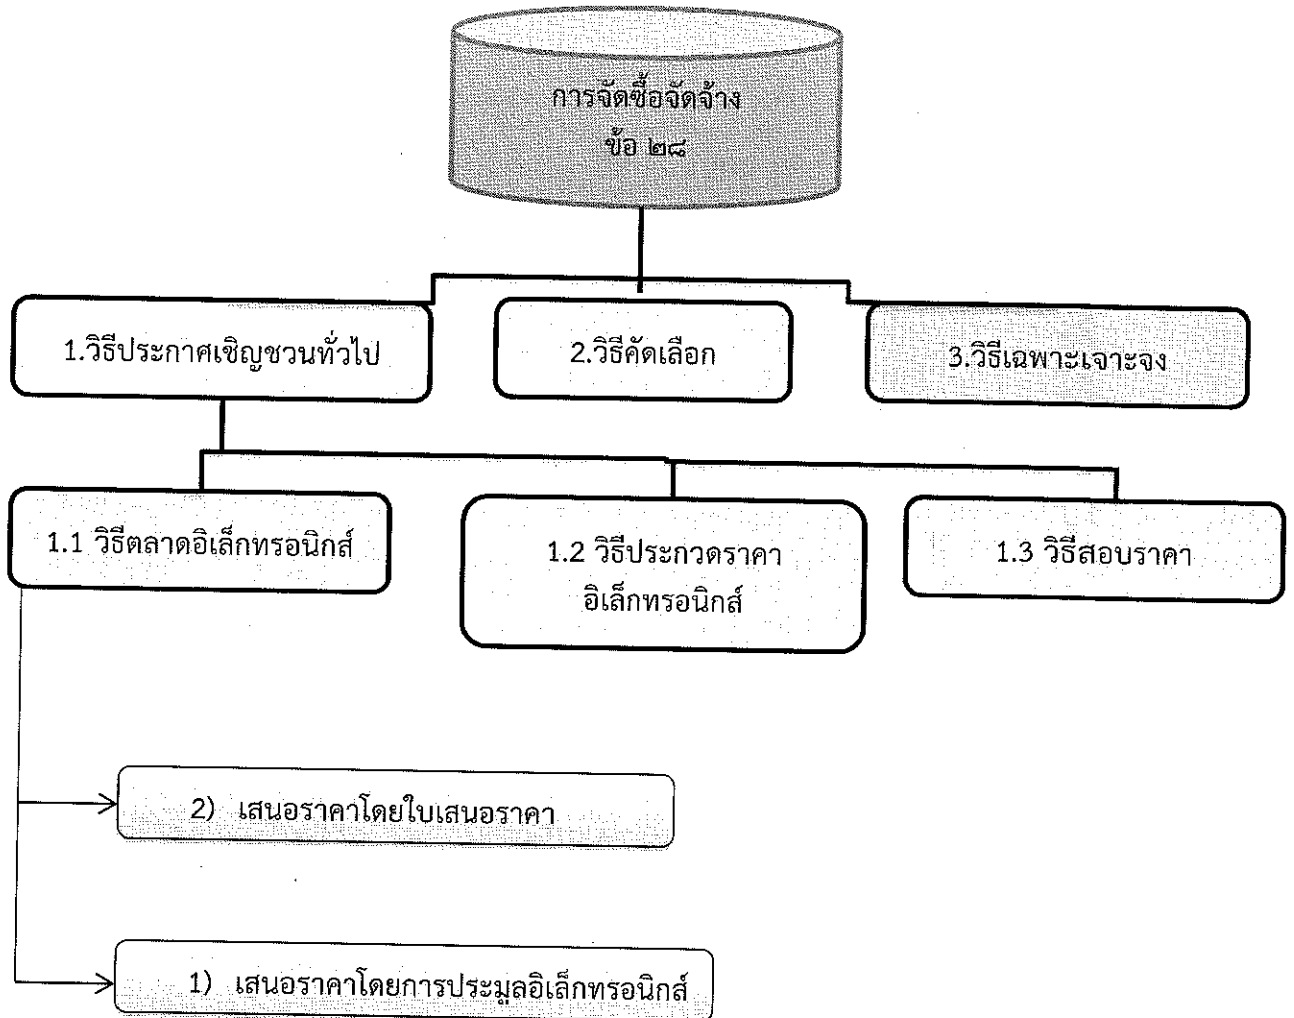 การจัดซื้อจัดจ้าง
ข้อ ๒๘
1.วิธีประกาศเชิญชวนทั่วไป
2.วิธีคัดเลือก
3.วิธีเฉพาะเจาะจง
1.1 วิธีตลาดอิเล็กทรอนิกส์
1.2 วิธีประกวดราคา
อิเล็กทรอนิกส์
1.3 วิธีสอบราคา
2) เสนอราคาโดยใบเสนอราคา
1) เสนอราคาโดยการประมูลอิเล็กทรอนิกส์